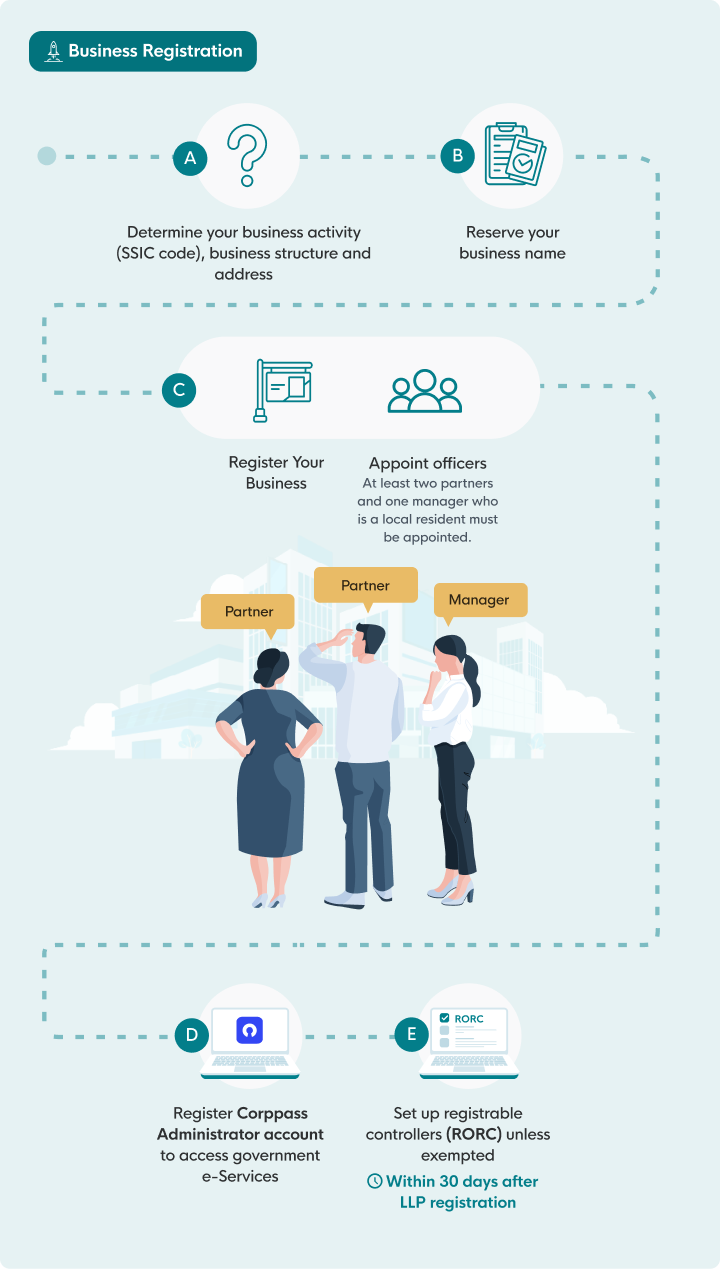 Business Registration
A
B
Determine your business activity
(SSIC code), business structure and
address
Reserve your
business name
C
Register Your
Business
Appoint officers
At least two partners
and one manager who
is a local resident must
be appointed.
Partner
Partner
Manager
D
E
RORC
Register Corppass
Administrator account
to access government
e-Services
Set up registrable
controllers (RORC) unless
exempted
Within 30 days after
LLP registration